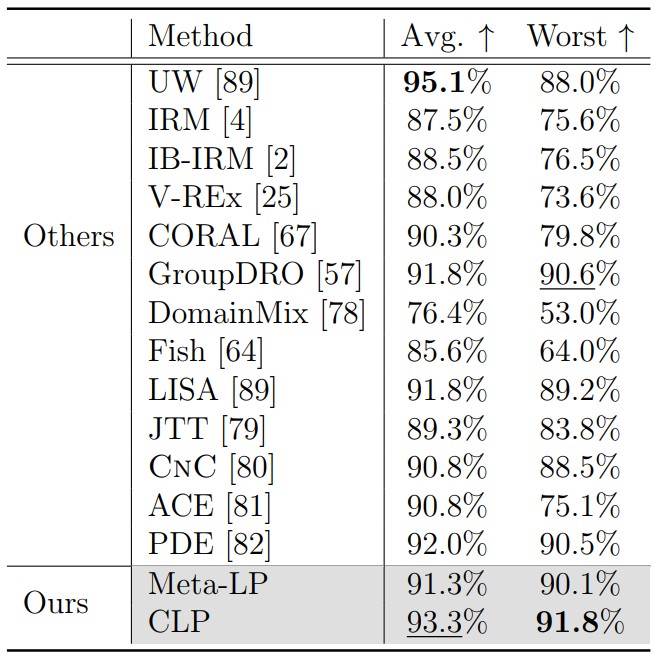 Method Avg. ↑ Worst ↑
UW [89] 95.1% 88.0%
IRM [4] 87.5% 75.6%
IB-IRM [2] 88.5% 76.5%
V-REx [25] 88.0% 73.6%
Others CORAL [67] 90.3% 79.8%
GroupDRO [57] 91.8% 90.6%
DomainMix [78] 76.4% 53.0%
Fish [64] 85.6% 64.0%
LISA [89] 91.8% 89.2%
JTT [79] 89.3% 83.8%
CNC [80] 90.8% 88.5%
ACE [81] 90.8% 75.1%
PDE [82] 92.0% 90.5%
Ours Meta-LP 91.3% 90.1%
CLP 93.3% 91.8%